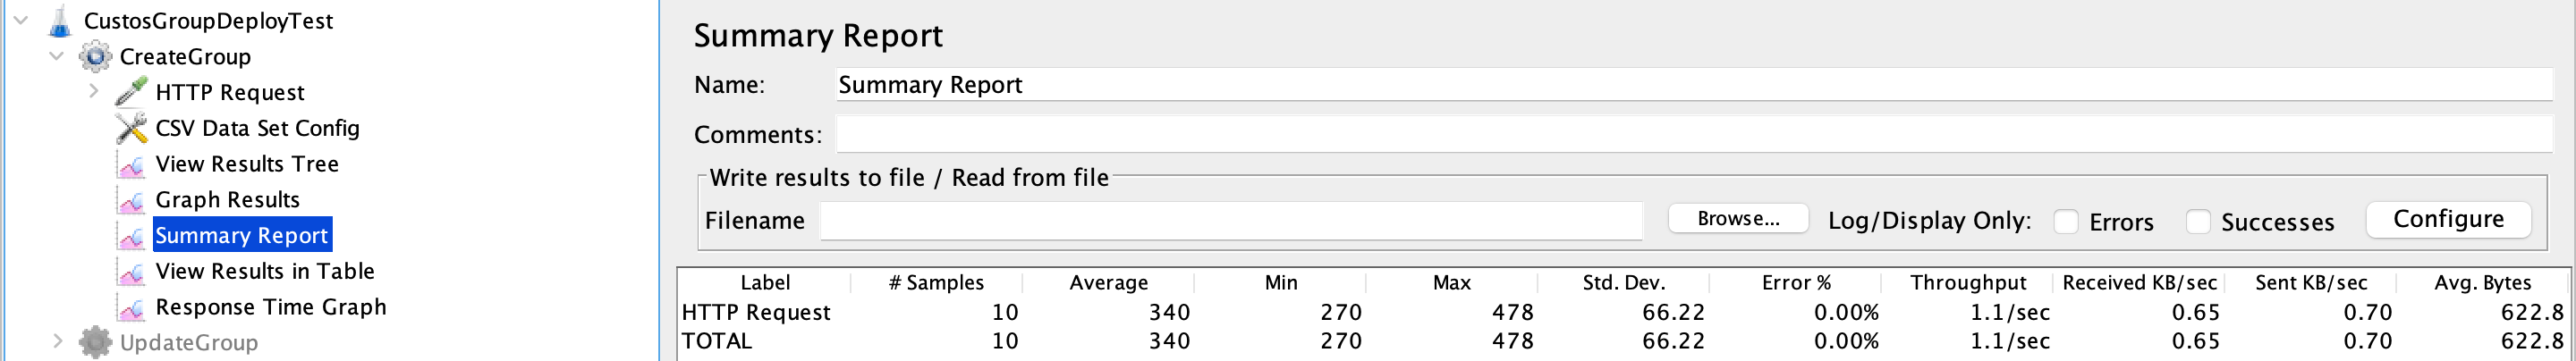 CustosGroupDeployTest
CreateGroup
HTTP Request
CSV Data Set Config
View Results Tree
Graph Results
Summary Report
View Results in Table
Response Time Graph
UpdateGroup
Summary Report
Name: Summary Report
Comments:
Write results to file / Read from file
Filename Browse... Log/Display Only: Errors Successes Configure
Label # Samples Average Min Max Std. Dev. Error % Throughput Received KB/sec Sent KB/sec Avg. Bytes
HTTP Request 10 340 270 478 66.22 0.00% 1.1/sec 0.65 0.70 622.8
TOTAL 10 340 270 478 66.22 0.00% 1.1/sec 0.65 0.70 622.8